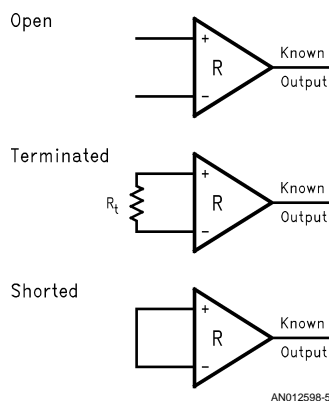 Open
+
R
−
Known
Output
Terminated
Rt
+
R
−
Known
Output
Shorted
+
R
−
Known
Output
AN012598-5